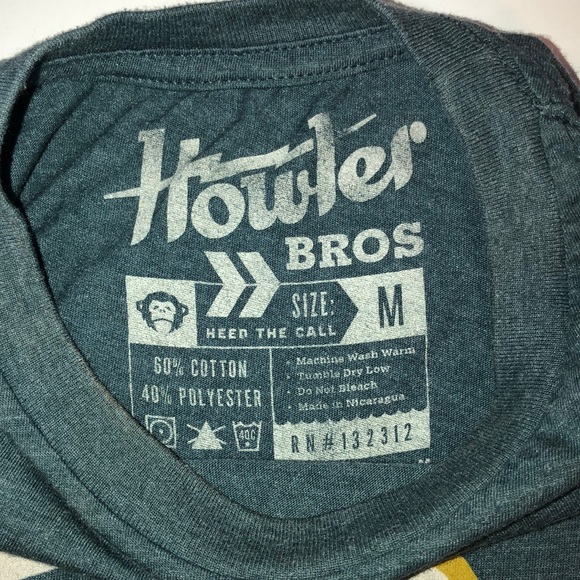 Howler
BROS
SIZE: M
HEED THE CALL
60% COTTON
40% POLYESTER
• Machine Wash Warm
• Tumble Dry Low
• Do Not Bleach
• Made in Nicaragua
40C
RN#132312